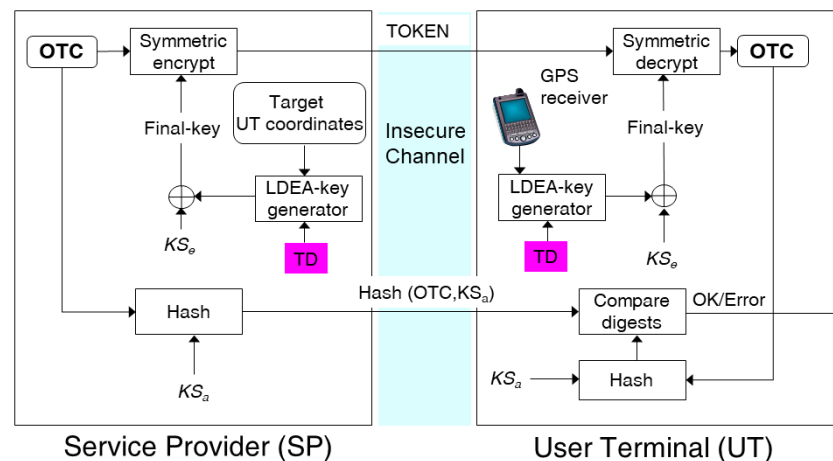 OTC
Symmetric
encrypt
TOKEN
Symmetric
decrypt
OTC
Target
UT coordinates
GPS
receiver
Final-key
Insecure
Channel
Final-key
LDEA-key
generator
LDEA-key
generator
KSe
TD
TD
KSe
Hash
Hash (OTC,KSa)
Compare
digests
OK/Error
KSa
KSa
Hash
Service Provider (SP)
User Terminal (UT)